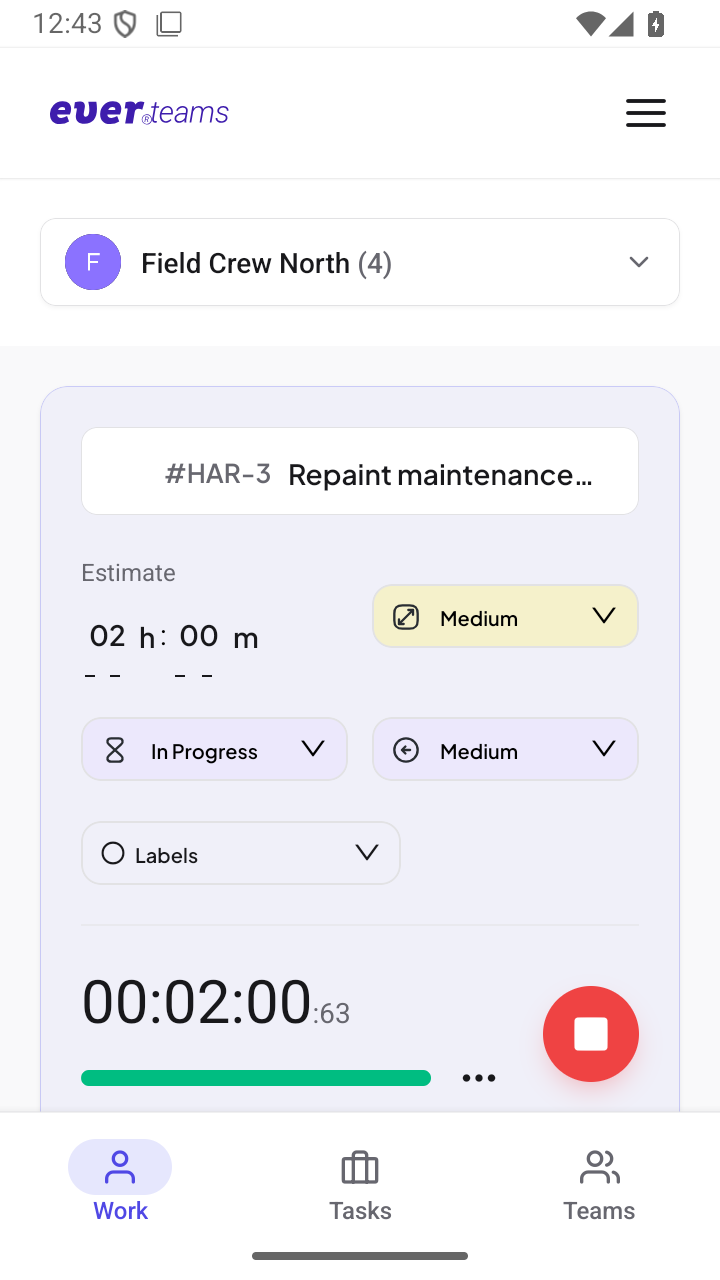 12:43
ever®teams
F Field Crew North (4)
#HAR-3 Repaint maintenance…
Estimate
02 h : 00 m
Medium
In Progress
Medium
Labels
00:02:00:63
Work
Tasks
Teams